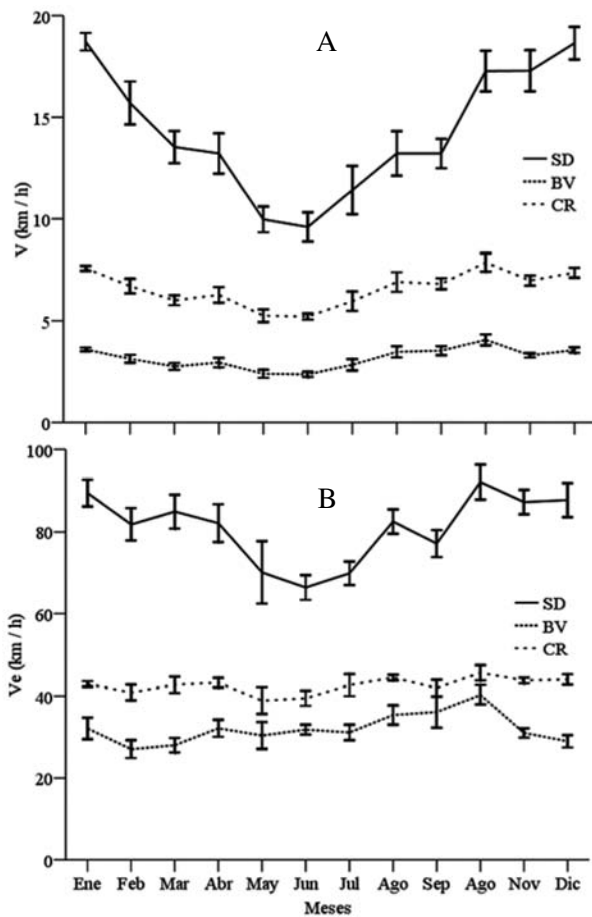 20
A
15
SD
BV
CR
V (km / h)
10
5
0
100
B
80
SD
BV
CR
Ve (km / h)
60
40
20
0
Ene Feb Mar Abr May Jun Jul Ago Sep Ago Nov Dic
Meses